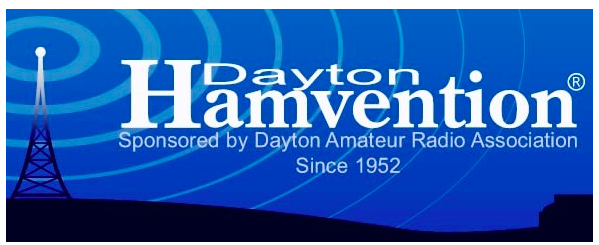 Dayton
Hamvention®
Sponsored by Dayton Amateur Radio Association
Since 1952